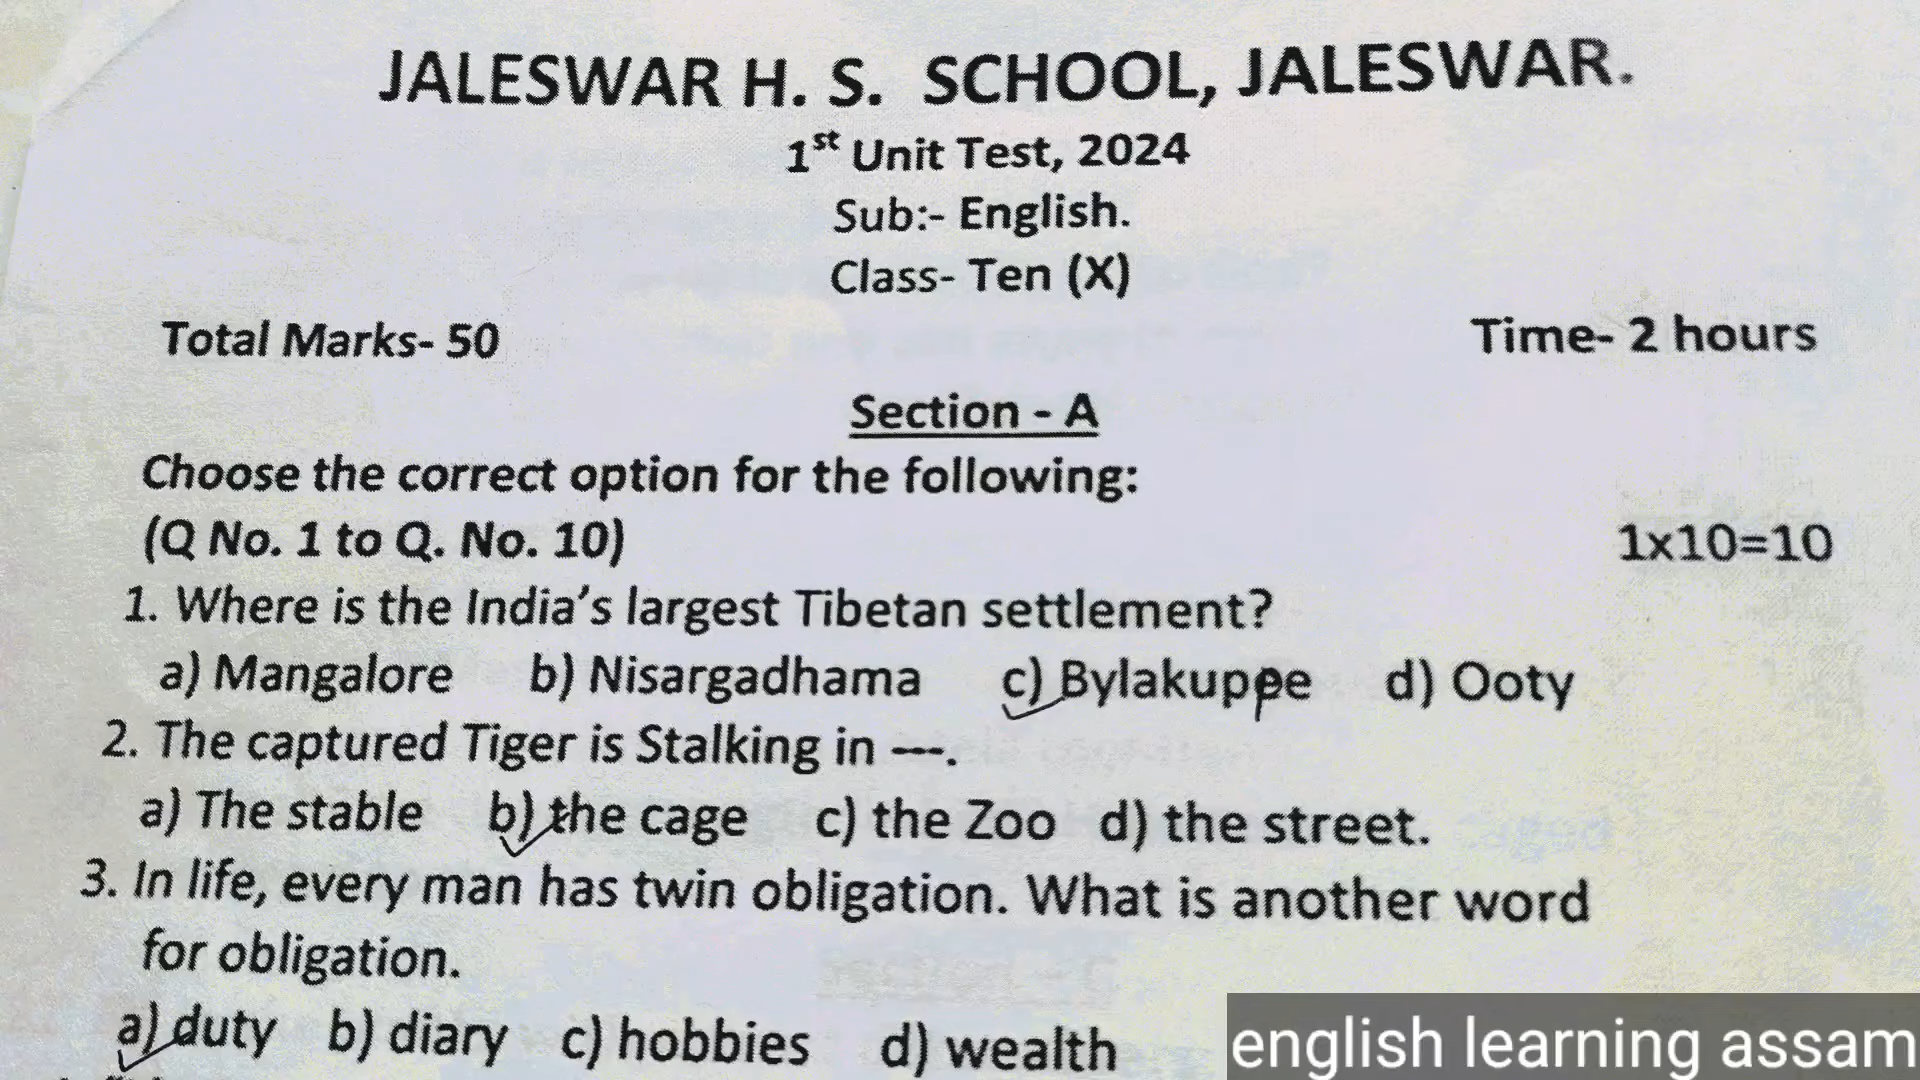 JALESWAR H. S. SCHOOL, JALESWAR.
1st Unit Test, 2024
Sub:- English.
Class- Ten (X)
Total Marks- 50 Time- 2 hours
Section - A
Choose the correct option for the following:
(Q No. 1 to Q. No. 10) 1x10=10
1. Where is the India's largest Tibetan settlement?
a) Mangalore b) Nisargadhama c) Bylakuppe d) Ooty
2. The captured Tiger is Stalking in ---.
a) The stable b) the cage c) the Zoo d) the street.
3. In life, every man has twin obligation. What is another word
for obligation.
a) duty b) diary c) hobbies d) wealth
english learning assam